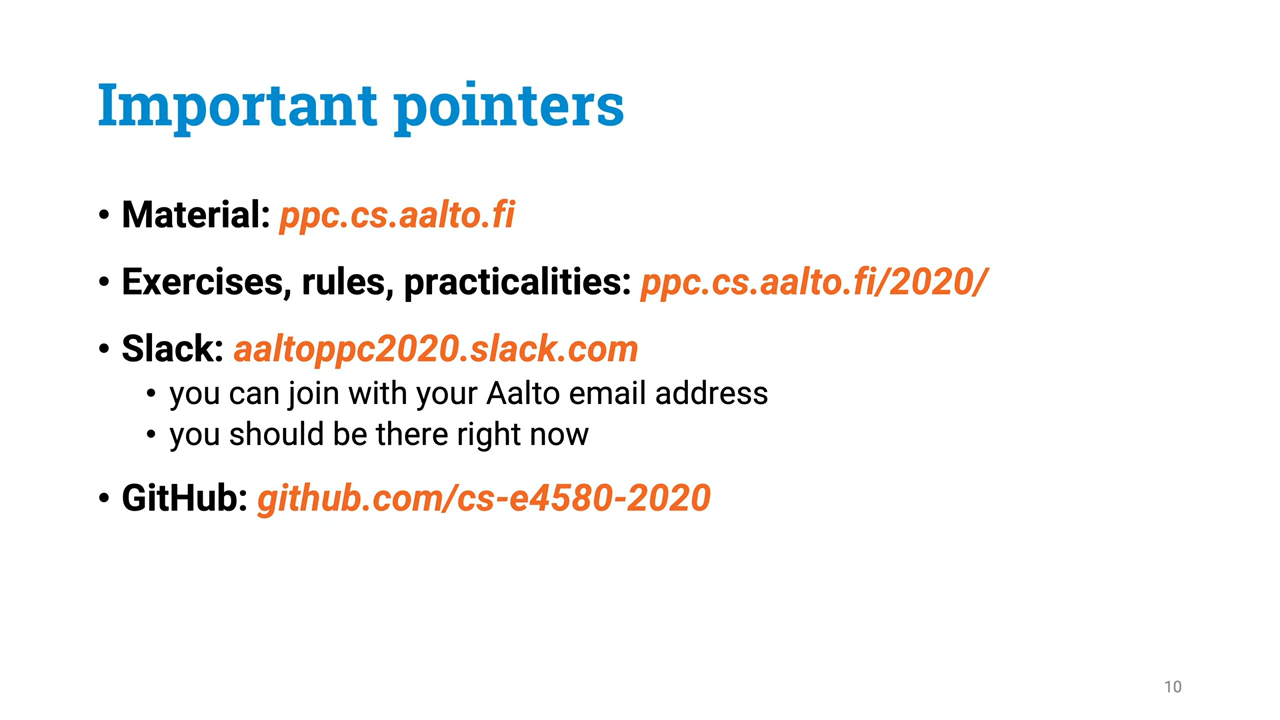 Important pointers
• Material: ppc.cs.aalto.fi
• Exercises, rules, practicalities: ppc.cs.aalto.fi/2020/
• Slack: aaltoppc2020.slack.com
• you can join with your Aalto email address
• you should be there right now
• GitHub: github.com/cs-e4580-2020
10